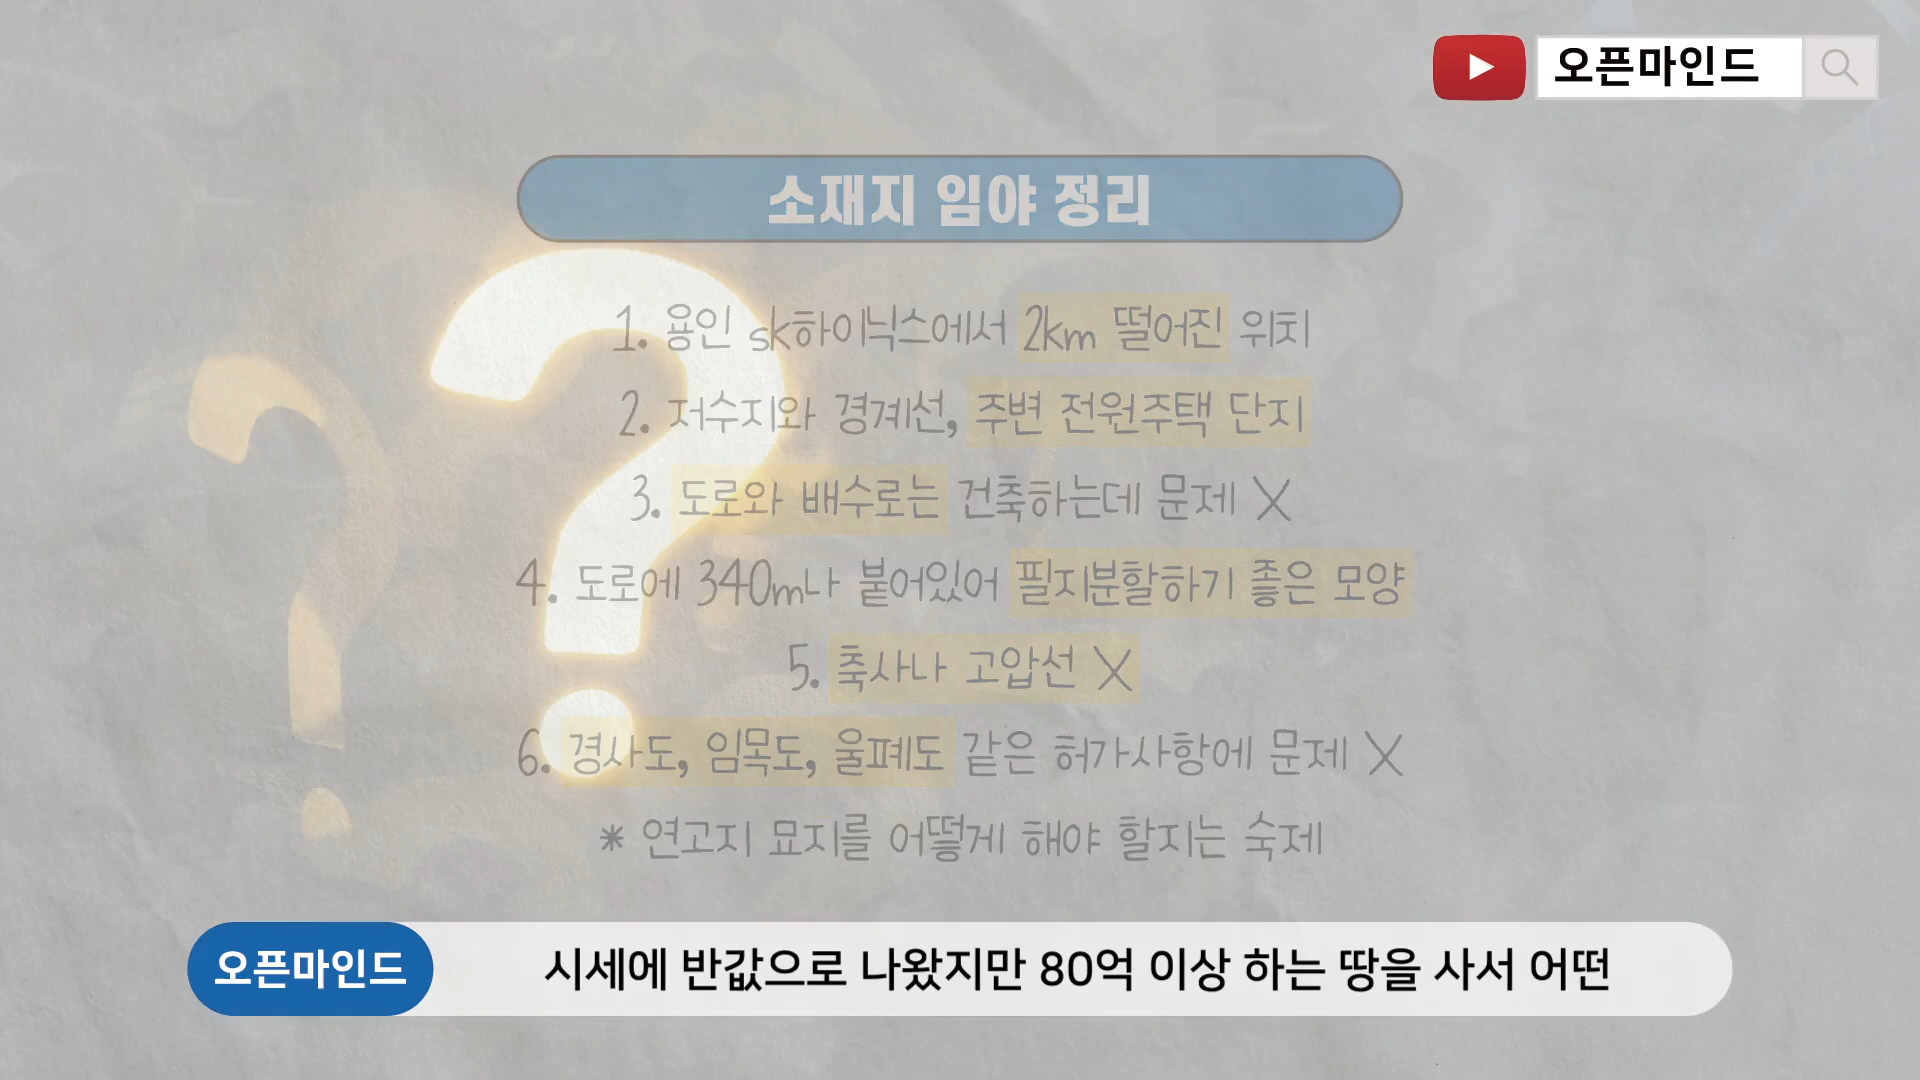 오픈마인드
소재지 임야 정리
1. 용인 sk하이닉스에서 2km 떨어진 위치
2. 저수지와 경계선, 주변 전원주택 단지
3. 도로와 배수로는 건축하는데 문제 X
4. 도로에 340m나 붙어있어 필지분할하기 좋은 모양
5. 축사나 고압선 X
6. 경사도, 임목도, 울폐도 같은 허가사항에 문제 X
* 연고지 묘지를 어떻게 해야 할지는 숙제
오픈마인드 시세에 반값으로 나왔지만 80억 이상 하는 땅을 사서 어떤